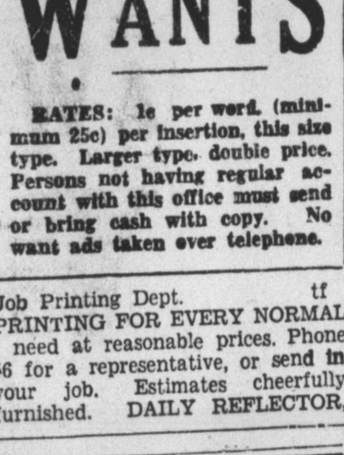 WANTS
RATES: 1c per word. (mini-
mum 25c) per insertion, this size
type. Larger type. double price.
Persons not having regular ac-
count with this office must send
or bring cash with copy. No
want ads taken over telephone.
Job Printing Dept. tf
PRINTING FOR EVERY NORMAL
need at reasonable prices. Phone
56 for a representative, or send in
your job. Estimates cheerfully
furnished. DAILY REFLECTOR,